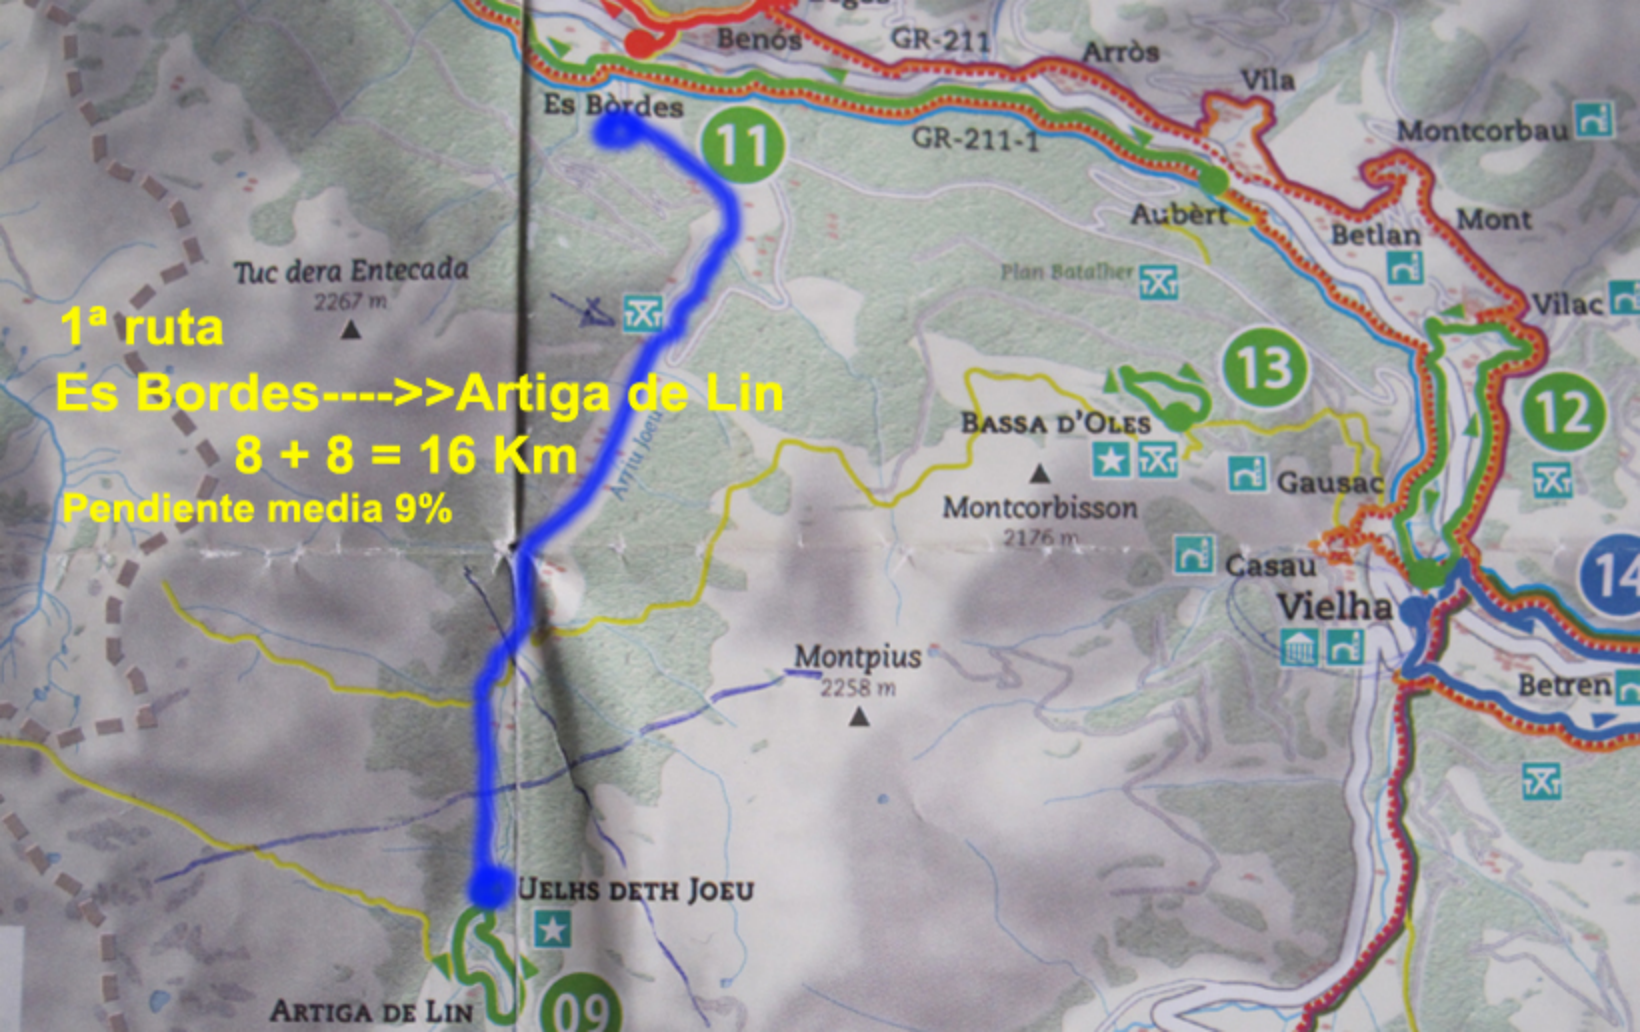 Benós
GR-211
Arròs
Vila
Es Bòrdes
11
GR-211-1
Montcorbau
Aubèrt
Betlan
Mont
Tuc dera Entecada
2267 m
Plan Batalher
Vilac
1ª ruta
Es Bordes---->>Artiga de Lin
8 + 8 = 16 Km
Pendiente media 9%
Arriu Joeu
13
12
BASSA D'OLES
Gausac
Montcorbisson
2176 m
Casau
14
Vielha
Montpius
2258 m
Betren
UELHS DETH JOEU
ARTIGA DE LIN
09